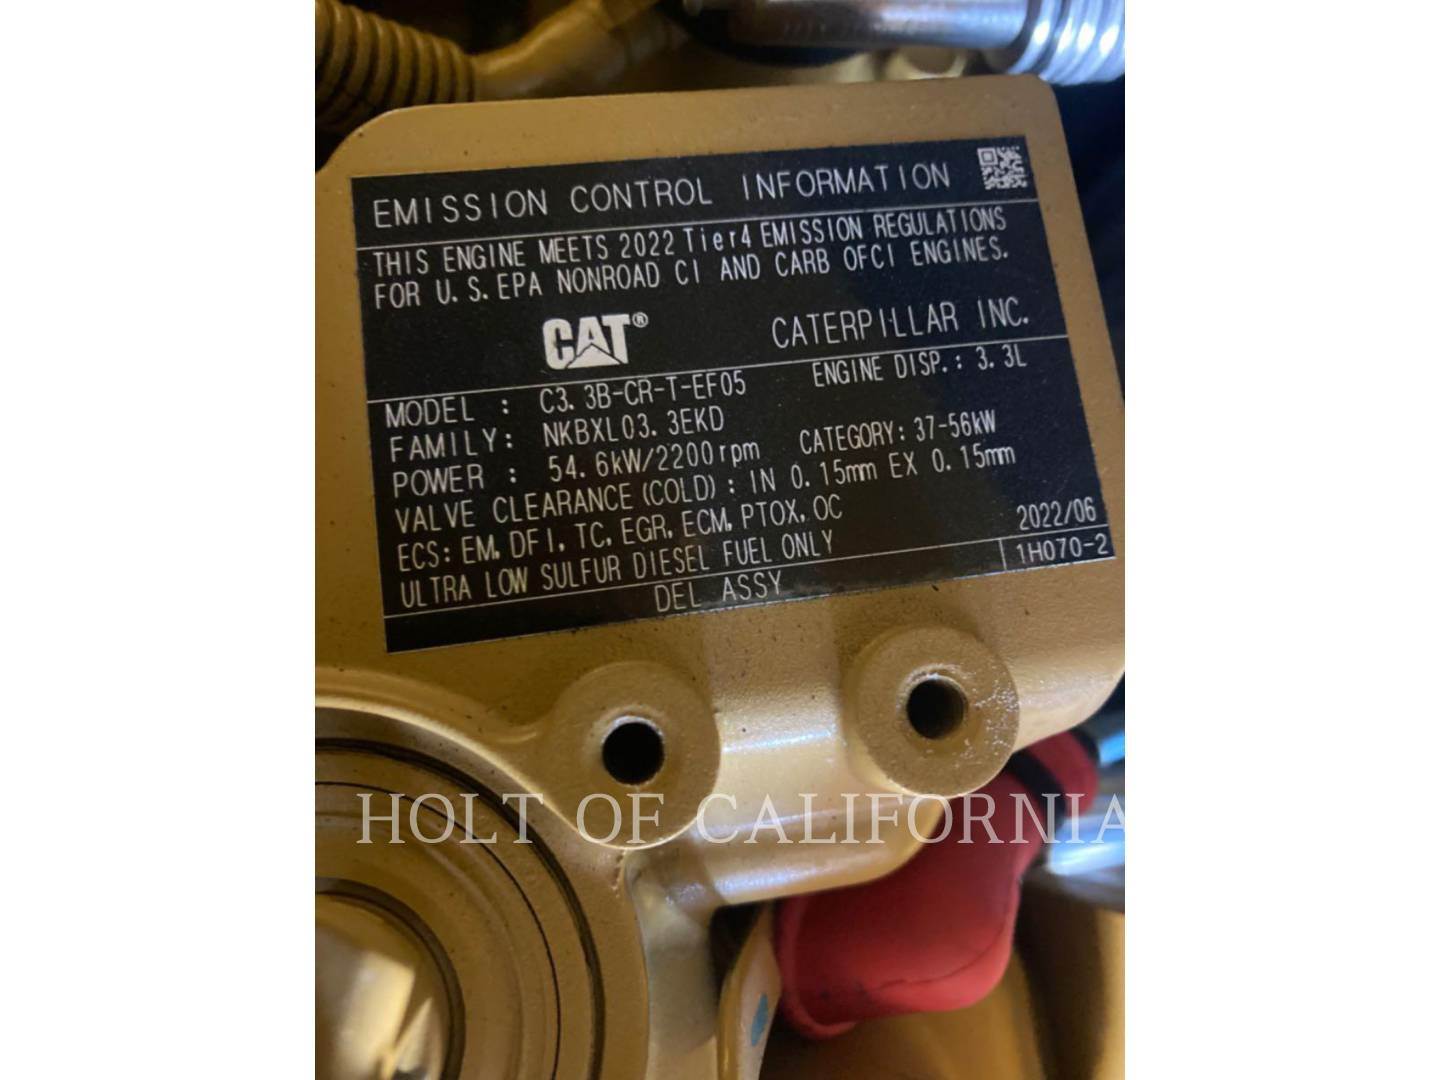 EMISSION CONTROL INFORMATION
THIS ENGINE MEETS 2022 Tier4 EMISSION REGULATIONS
FOR U.S. EPA NONROAD CI AND CARB OFCI ENGINES.
CAT® CATERPILLAR INC.
MODEL : C3.3B-CR-T-EF05 ENGINE DISP.: 3.3L
FAMILY: NKBXL03.3EKD
POWER : 54.6kW/2200rpm CATEGORY: 37-56kW
VALVE CLEARANCE (COLD) : IN 0.15mm EX 0.15mm
ECS: EM, DFI, TC, EGR, ECM, PTOX, OC 2022/06
ULTRA LOW SULFUR DIESEL FUEL ONLY 1H070-2
DEL ASSY
HOLT OF CALIFORNIA